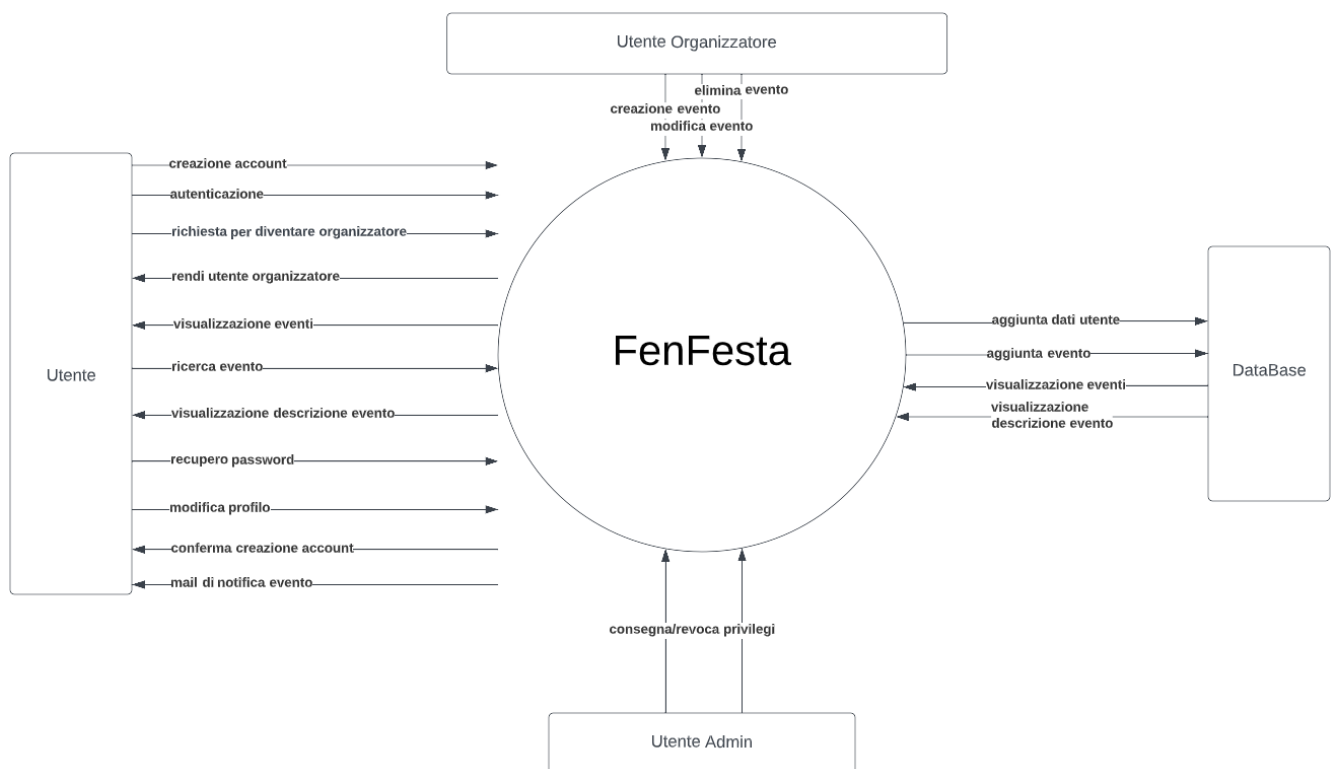 Utente Organizzatore
elimina evento
creazione evento
modifica evento
creazione account
autenticazione
richiesta per diventare organizzatore
rendi utente organizzatore
visualizzazione eventi
ricerca evento
visualizzazione descrizione evento
recupero password
modifica profilo
conferma creazione account
mail di notifica evento
Utente
FenFesta
aggiunta dati utente
aggiunta evento
visualizzazione eventi
visualizzazione
descrizione evento
DataBase
consegna/revoca privilegi
Utente Admin